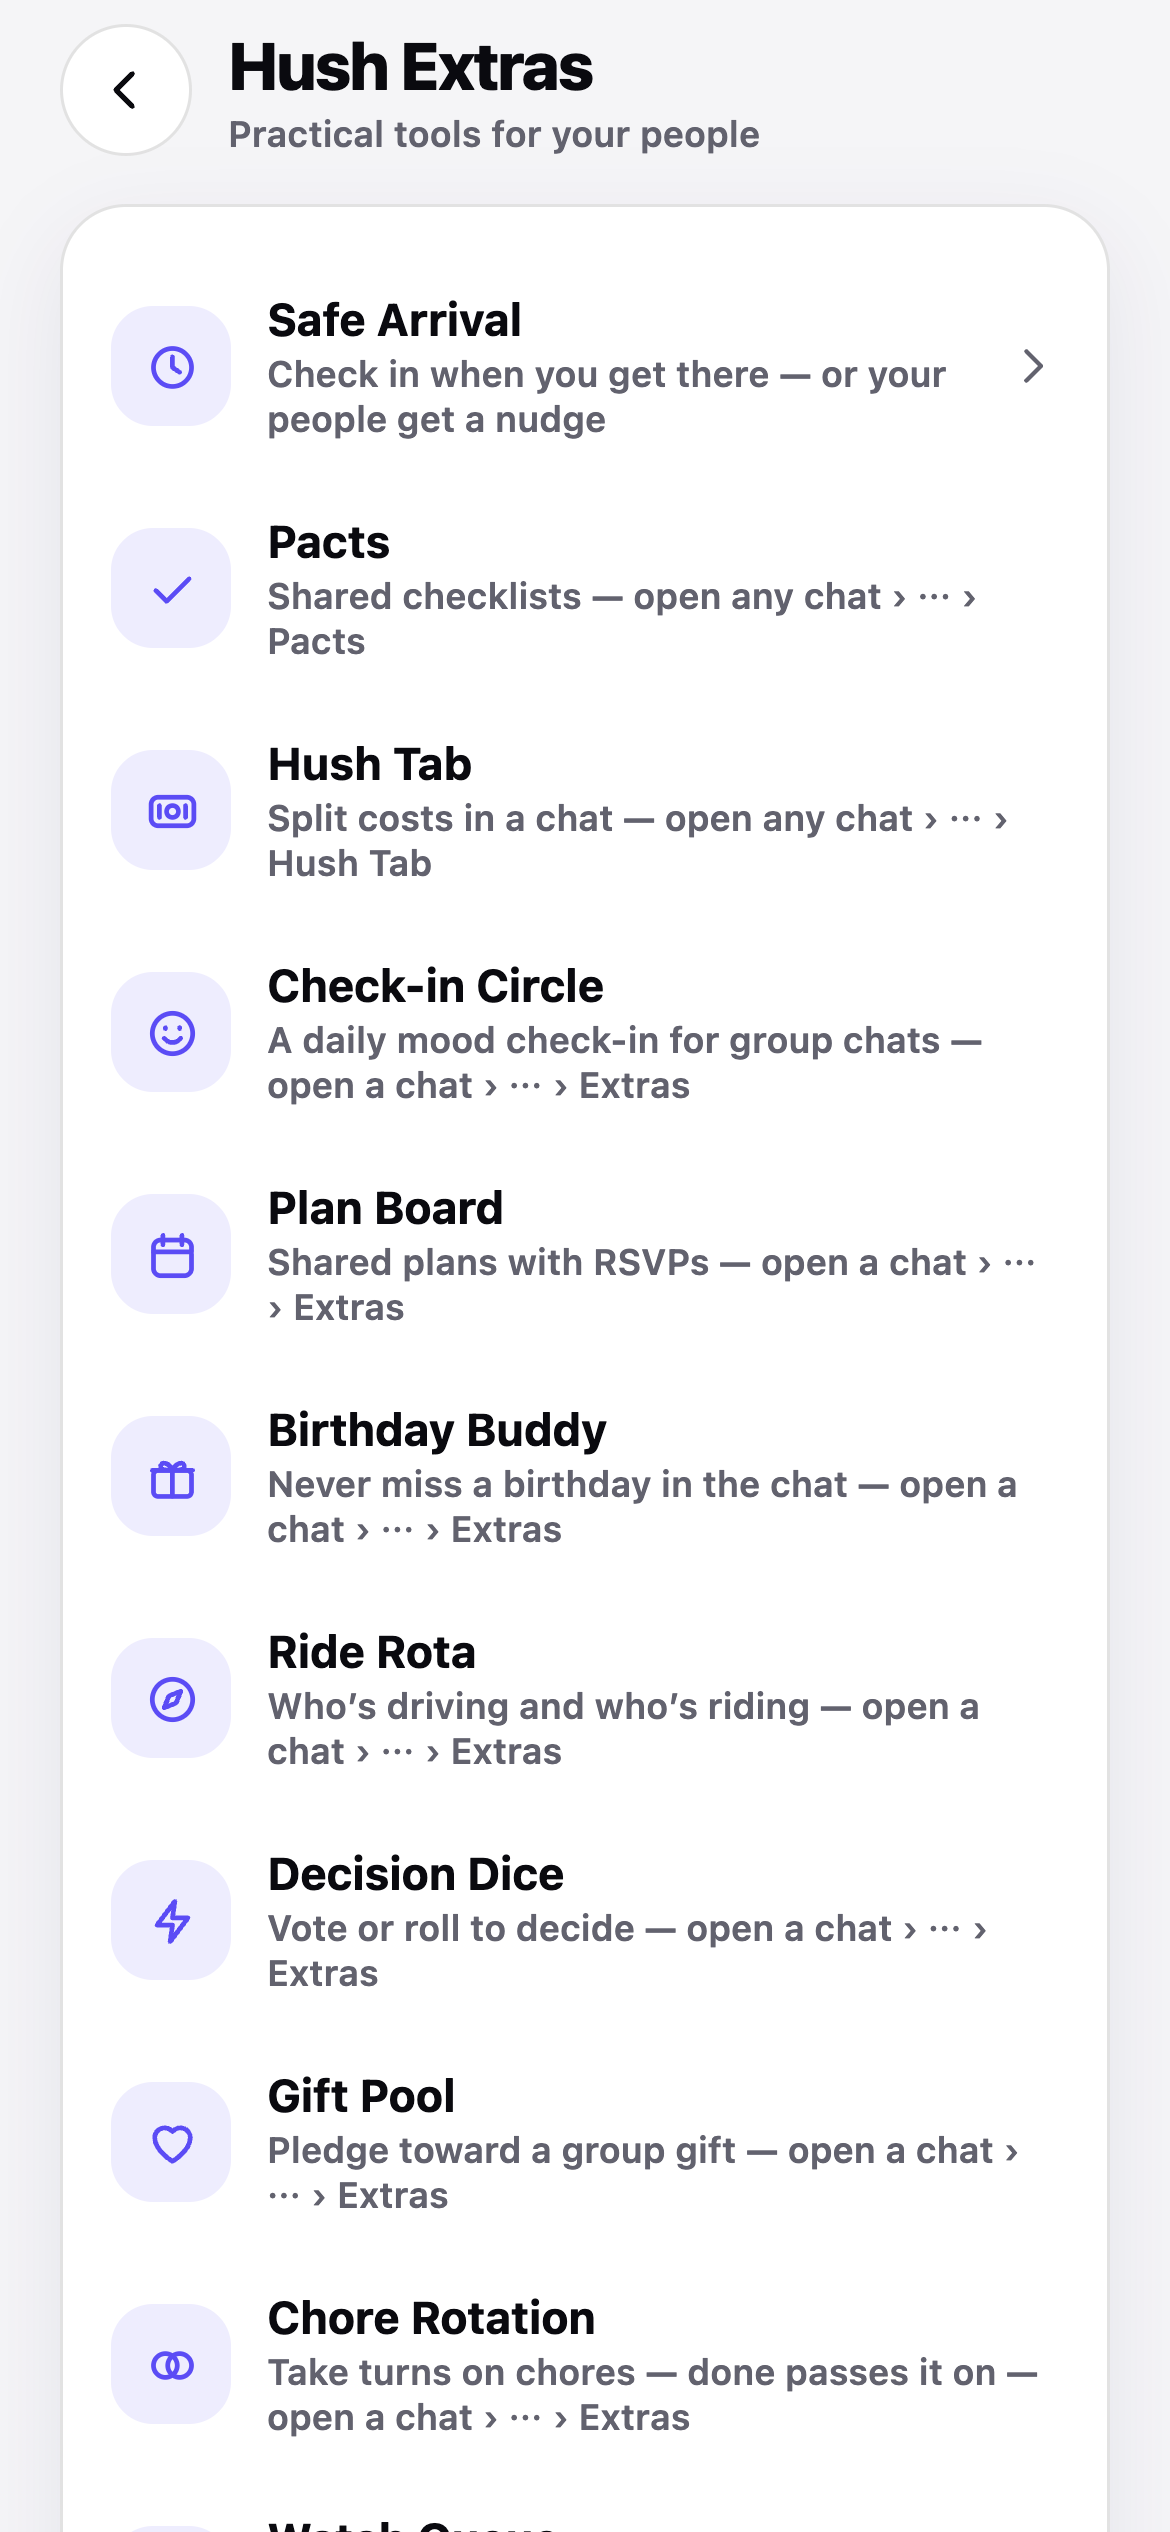 Hush Extras
Practical tools for your people
Safe Arrival
Check in when you get there — or your
people get a nudge
Pacts
Shared checklists — open any chat › ··· ›
Pacts
Hush Tab
Split costs in a chat — open any chat › ··· ›
Hush Tab
Check-in Circle
A daily mood check-in for group chats —
open a chat › ··· › Extras
Plan Board
Shared plans with RSVPs — open a chat › ···
› Extras
Birthday Buddy
Never miss a birthday in the chat — open a
chat › ··· › Extras
Ride Rota
Who’s driving and who’s riding — open a
chat › ··· › Extras
Decision Dice
Vote or roll to decide — open a chat › ··· ›
Extras
Gift Pool
Pledge toward a group gift — open a chat ›
··· › Extras
Chore Rotation
Take turns on chores — done passes it on —
open a chat › ··· › Extras